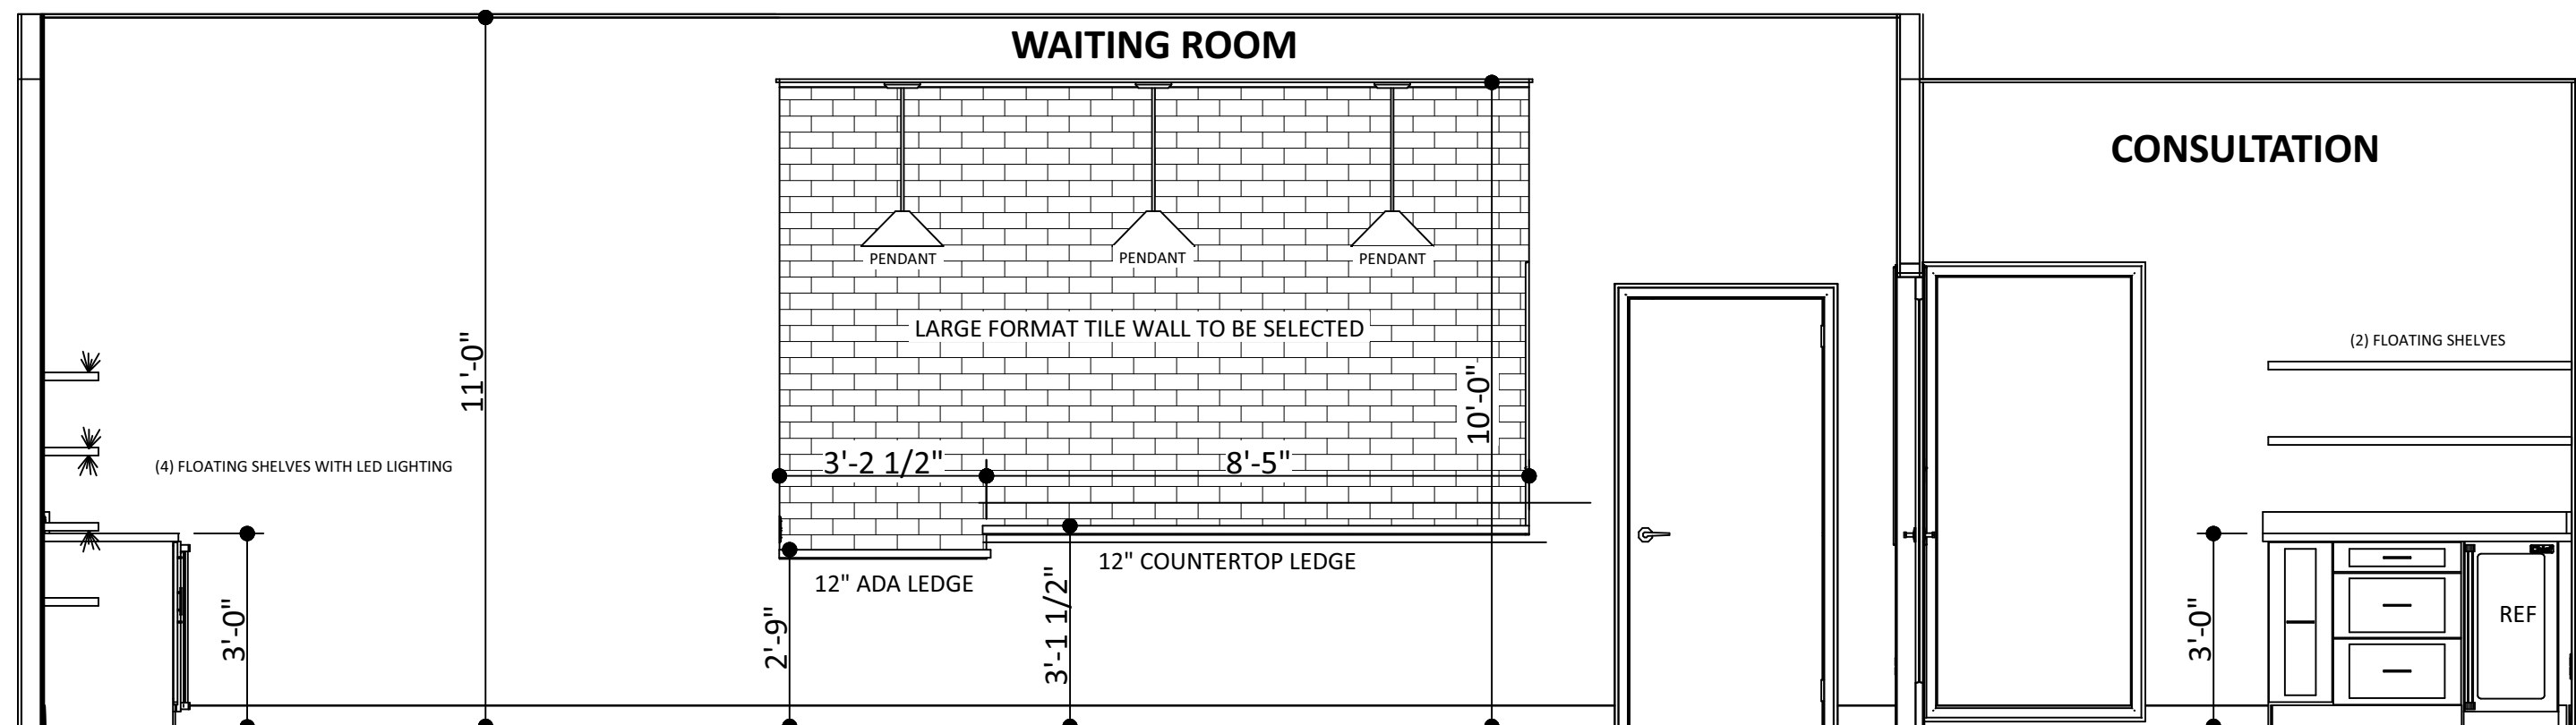 WAITING ROOM
CONSULTATION
PENDANT
PENDANT
PENDANT
LARGE FORMAT TILE WALL TO BE SELECTED
(2) FLOATING SHELVES
11'-0"
10'-0"
(4) FLOATING SHELVES WITH LED LIGHTING
3'-2 1/2"
8'-5"
12" COUNTERTOP LEDGE
12" ADA LEDGE
3'-0"
2'-9"
3'-1 1/2"
3'-0"
REF